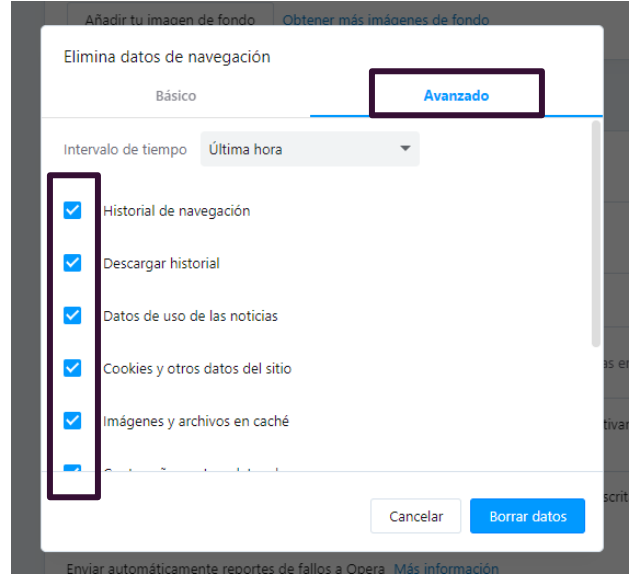 Añadir tu imagen de fondo Obtener más imágenes de fondo
Elimina datos de navegación
Básico Avanzado
Intervalo de tiempo Última hora
Historial de navegación
Descargar historial
Datos de uso de las noticias
Cookies y otros datos del sitio
Imágenes y archivos en caché
Cancelar Borrar datos
Enviar automáticamente reportes de fallos a Opera Más información